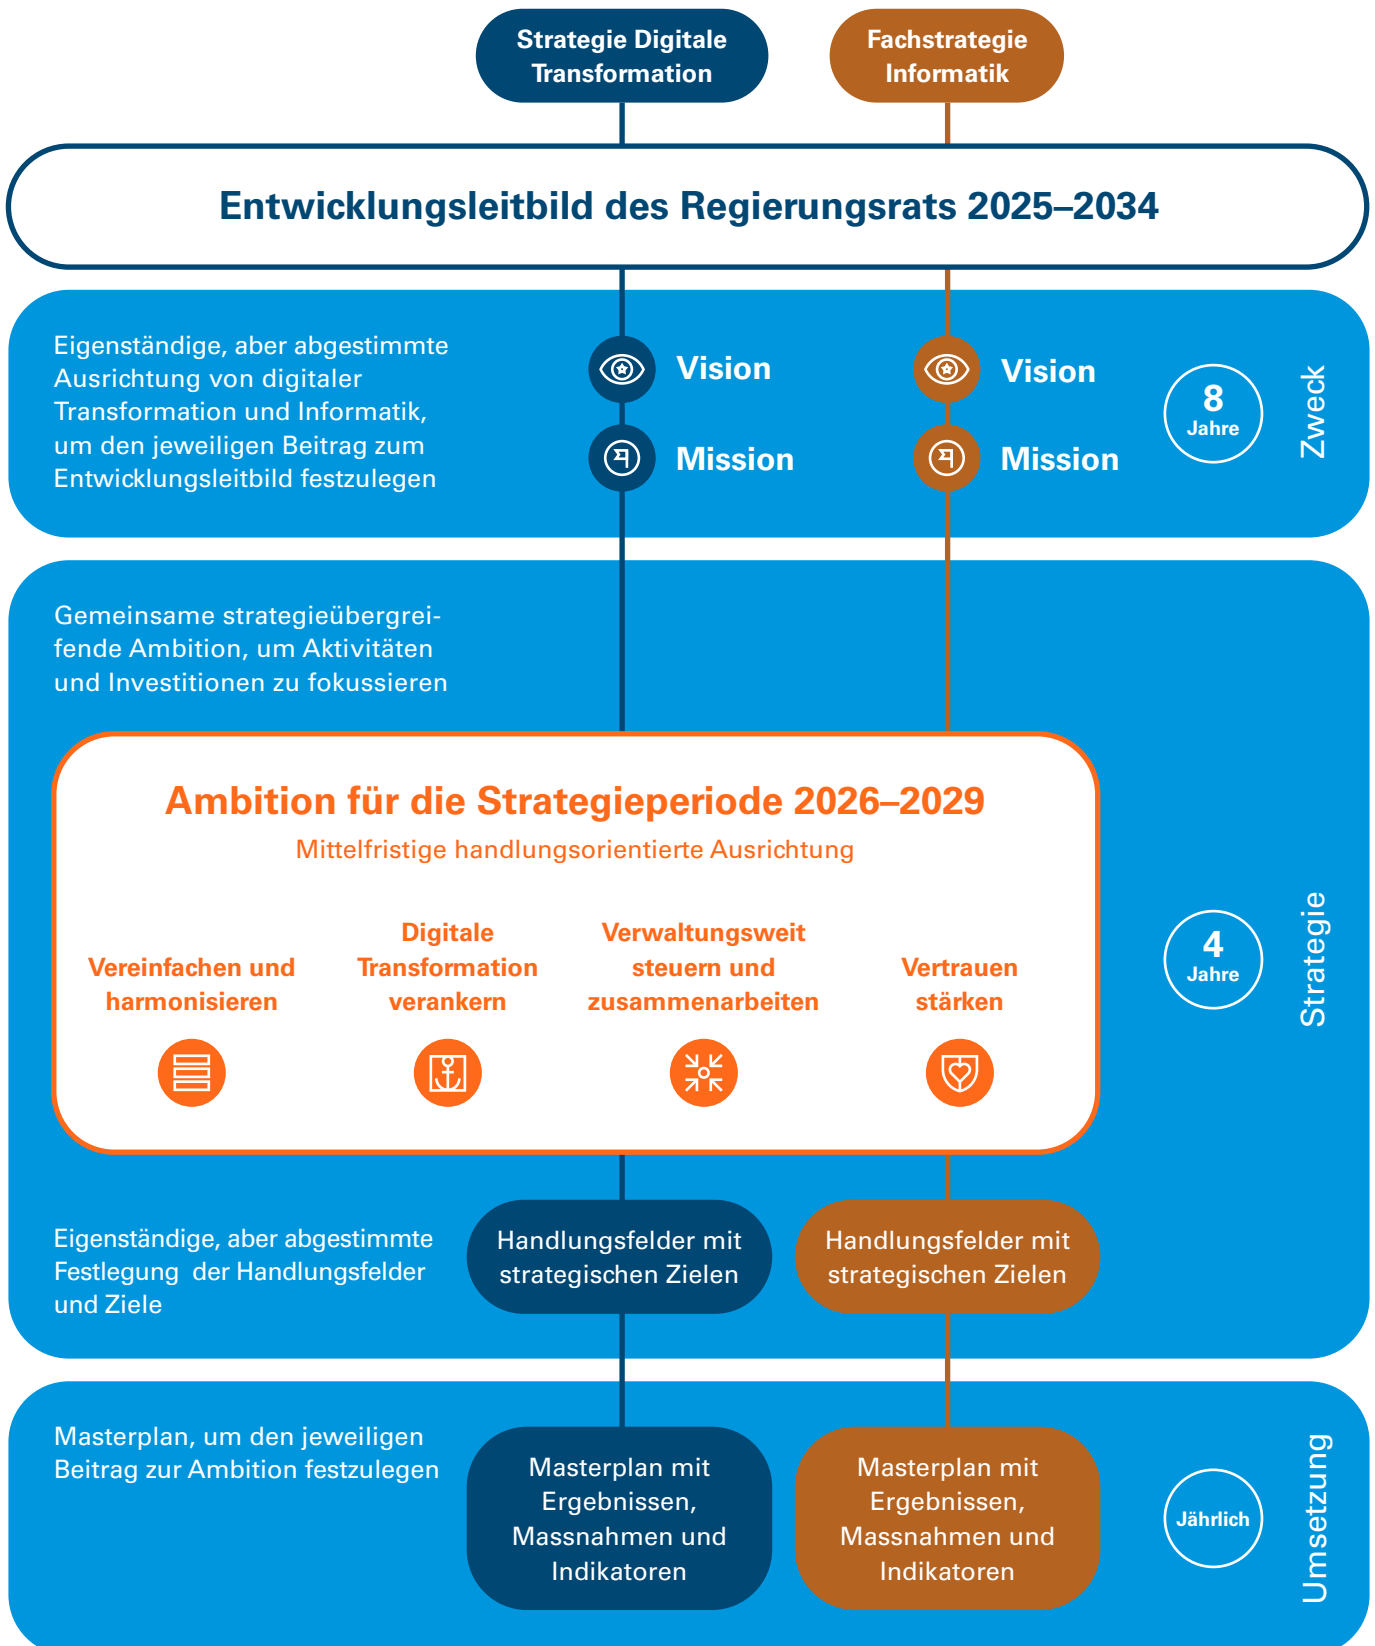 Strategie Digitale
Transformation
Fachstrategie
Informatik
Entwicklungsleitbild des Regierungsrats 2025–2034
Eigenständige, aber abgestimmte
Ausrichtung von digitaler
Transformation und Informatik,
um den jeweiligen Beitrag zum
Entwicklungsleitbild festzulegen
Vision
Mission
Vision
Mission
8
Jahre
Zweck
Gemeinsame strategieübergrei-
fende Ambition, um Aktivitäten
und Investitionen zu fokussieren
Ambition für die Strategieperiode 2026–2029
Mittelfristige handlungsorientierte Ausrichtung
Vereinfachen und
harmonisieren
Digitale
Transformation
verankern
Verwaltungsweit
steuern und
zusammenarbeiten
Vertrauen
stärken
4
Jahre
Strategie
Eigenständige, aber abgestimmte
Festlegung der Handlungsfelder
und Ziele
Handlungsfelder mit
strategischen Zielen
Handlungsfelder mit
strategischen Zielen
Masterplan, um den jeweiligen
Beitrag zur Ambition festzulegen
Masterplan mit
Ergebnissen,
Massnahmen und
Indikatoren
Masterplan mit
Ergebnissen,
Massnahmen und
Indikatoren
Jährlich
Umsetzung